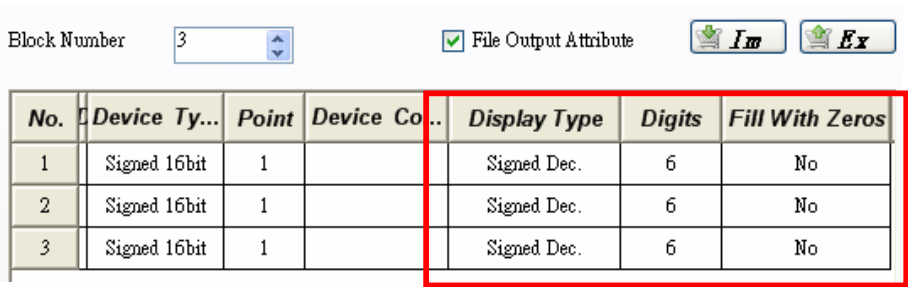 Block Number 3 File Output Attribute Im Ex
No. Device Ty... Point Device Co... Display Type Digits Fill With Zeros
1 Signed 16bit 1 Signed Dec. 6 No
2 Signed 16bit 1 Signed Dec. 6 No
3 Signed 16bit 1 Signed Dec. 6 No